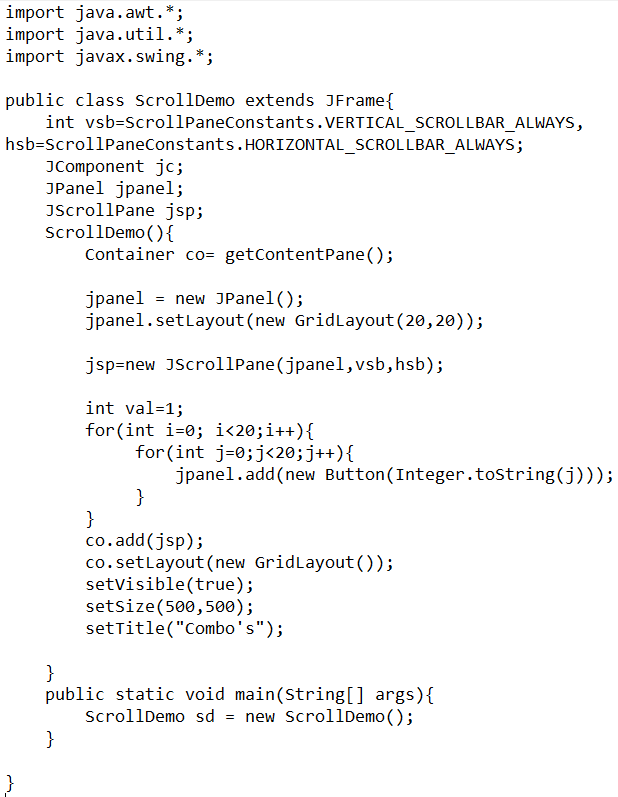 import java.awt.*;
import java.util.*;
import javax.swing.*;

public class ScrollDemo extends JFrame{
    int vsb=ScrollPaneConstants.VERTICAL_SCROLLBAR_ALWAYS,
hsb=ScrollPaneConstants.HORIZONTAL_SCROLLBAR_ALWAYS;
    JComponent jc;
    JPanel jpanel;
    JScrollPane jsp;
    ScrollDemo(){
        Container co= getContentPane();

        jpanel = new JPanel();
        jpanel.setLayout(new GridLayout(20,20));

        jsp=new JScrollPane(jpanel,vsb,hsb);

        int val=1;
        for(int i=0; i<20;i++){
             for(int j=0;j<20;j++){
                 jpanel.add(new Button(Integer.toString(j)));
             }
        }
        co.add(jsp);
        co.setLayout(new GridLayout());
        setVisible(true);
        setSize(500,500);
        setTitle("Combo's");

    }
    public static void main(String[] args){
        ScrollDemo sd = new ScrollDemo();
    }

}